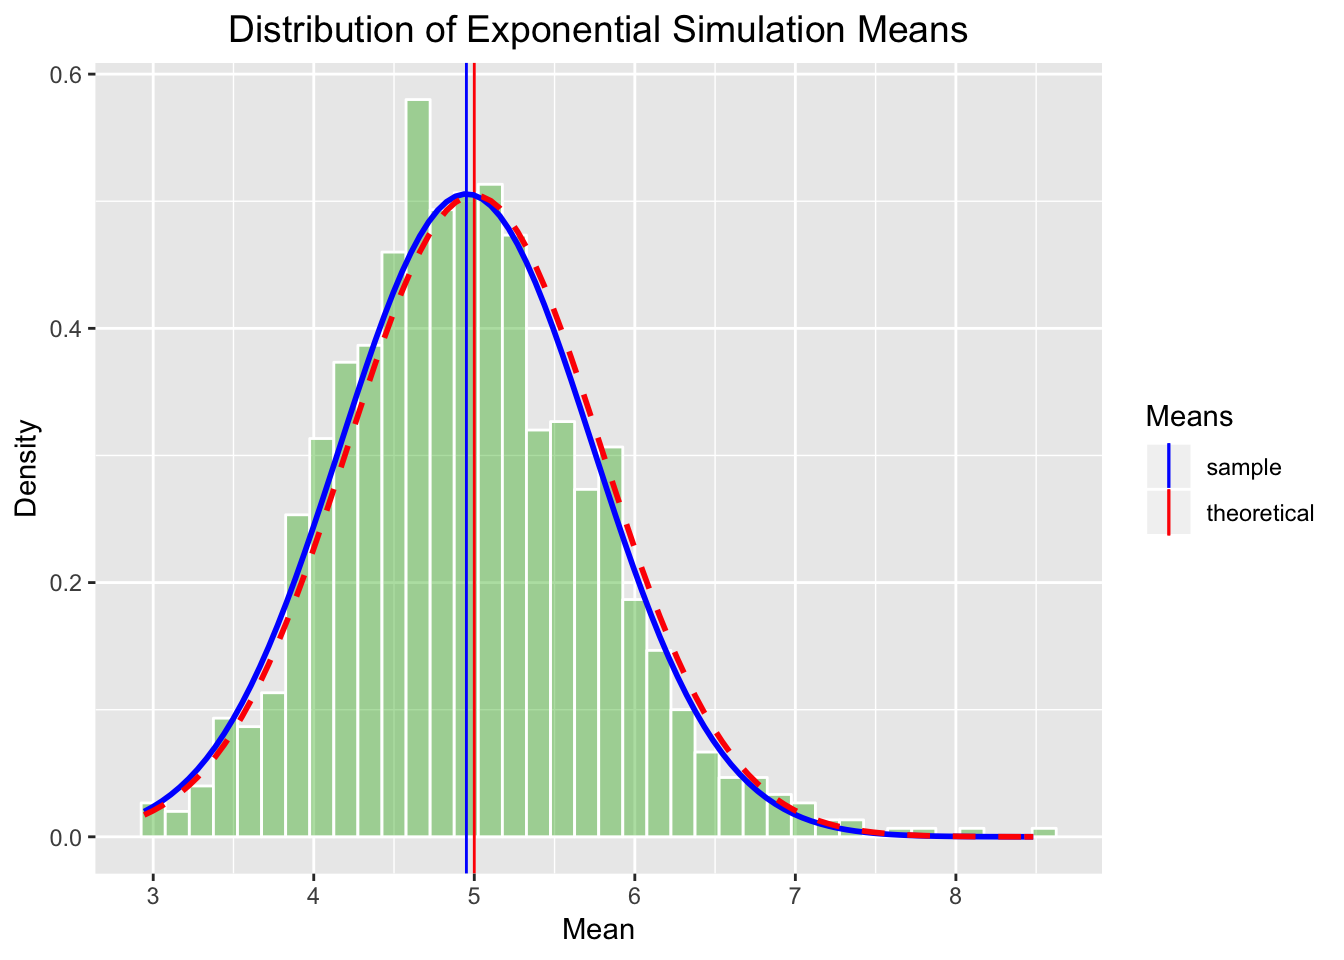 Distribution of Exponential Simulation Means
0.6
0.4
0.2
0.0
Density
3 4 5 6 7 8
Mean
Means
sample
theoretical